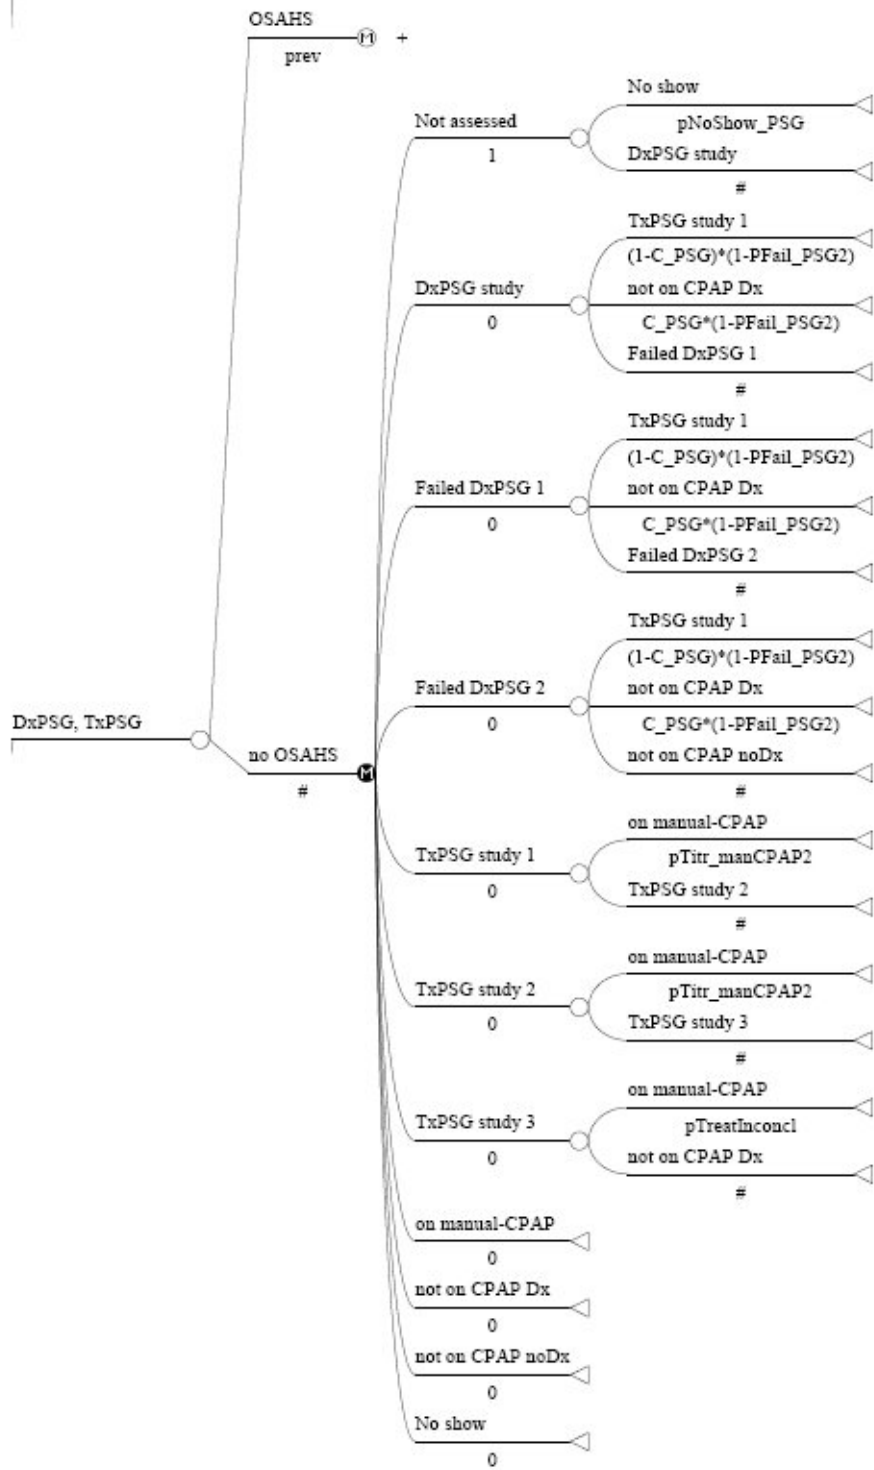 OSAHS
prev
+
No show
Not assessed
pNoShow_PSG
1
DxPSG study
#
TxPSG study 1
(1-C_PSG)*(1-PFail_PSG2)
DxPSG study
not on CPAP Dx
0
C_PSG*(1-PFail_PSG2)
Failed DxPSG 1
#
TxPSG study 1
(1-C_PSG)*(1-PFail_PSG2)
Failed DxPSG 1
not on CPAP Dx
0
C_PSG*(1-PFail_PSG2)
Failed DxPSG 2
#
TxPSG study 1
(1-C_PSG)*(1-PFail_PSG2)
Failed DxPSG 2
not on CPAP Dx
0
C_PSG*(1-PFail_PSG2)
DxPSG, TxPSG
no OSAHS
not on CPAP noDx
#
M
#
on manual-CPAP
TxPSG study 1
pTitr_manCPAP2
0
TxPSG study 2
#
on manual-CPAP
TxPSG study 2
pTitr_manCPAP2
0
TxPSG study 3
#
on manual-CPAP
TxPSG study 3
pTreatInconcl
0
not on CPAP Dx
#
on manual-CPAP
0
not on CPAP Dx
0
not on CPAP noDx
0
No show
0